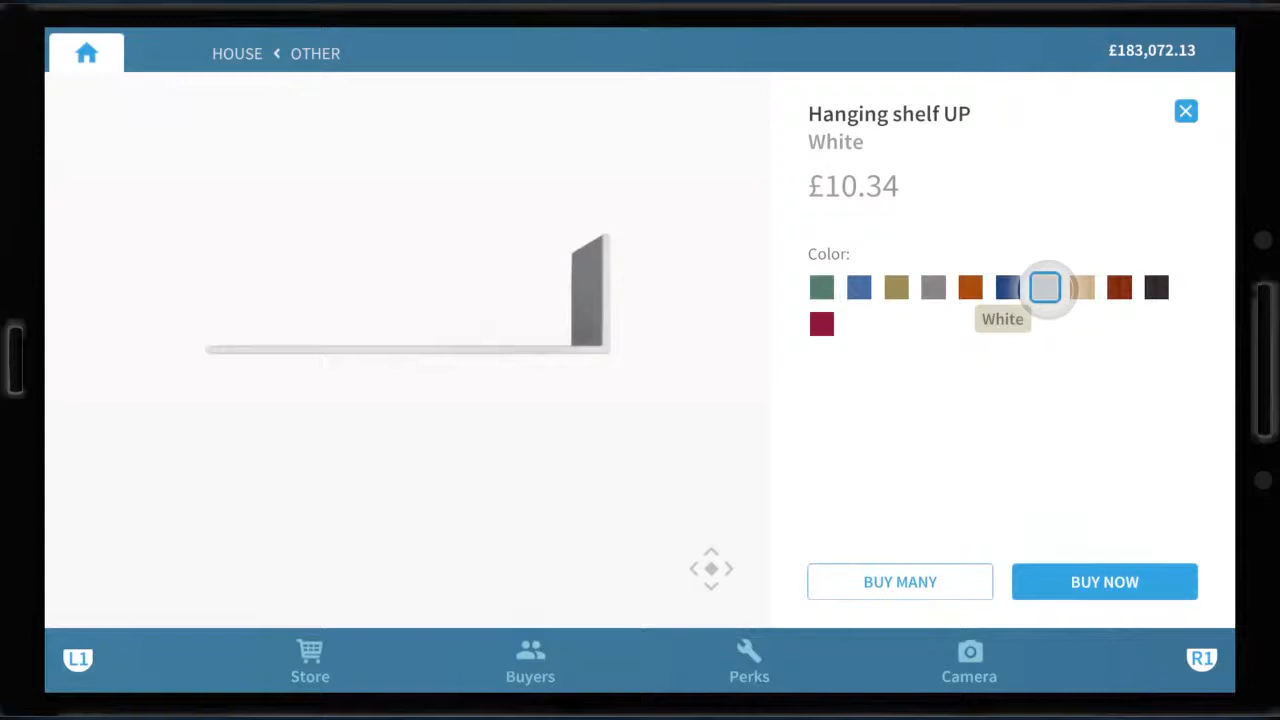 HOUSE OTHER
£183,072.13
Hanging shelf UP
White
£10.34
Color:
White
BUY MANY
BUY NOW
L1
Store
Buyers
Perks
Camera
R1